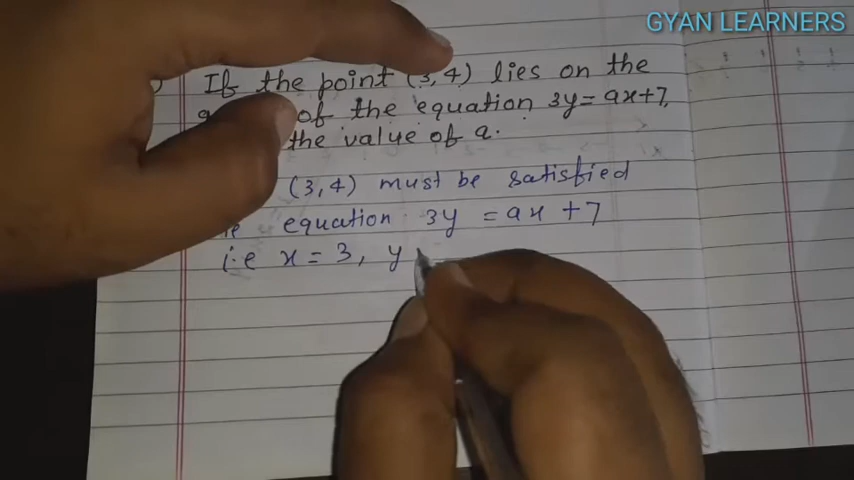 GYAN LEARNERS
If the point (3,4) lies on the
of the equation 3y = ax+7,
the value of a.
(3,4) must be satisfied
equation 3y = ax + 7
i.e x = 3, y